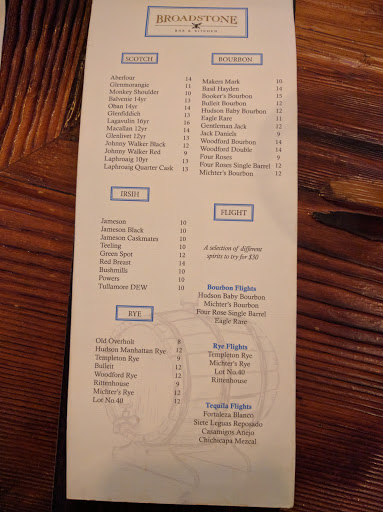 BROADSTONE
BAR & KITCHEN
SCOTCH
Aberlour 14
Glenmorangie 11
Monkey Shoulder 10
Balvenie 14yr 13
Oban 14yr 14
Glenfiddich 13
Lagavulin 16yr 16
Macallan 12yr 14
Glenlivet 12yr 13
Johnny Walker Black 12
Johnny Walker Red 9
Laphroaig 10yr 13
Laphroaig Quarter Cask 13
BOURBON
Makers Mark 10
Basil Hayden 14
Booker's Bourbon 15
Bulleit Bourbon 12
Hudson Baby Bourbon 12
Eagle Rare 11
Gentleman Jack 12
Jack Daniels 9
Woodford Bourbon 14
Woodford Double 14
Four Roses 9
Four Roses Single Barrel 12
Michter's Bourbon 12
IRSIH
Jameson 10
Jameson Black 10
Jameson Caskmates 10
Teeling 10
Green Spot 12
Red Breast 14
Bushmills 10
Powers 10
Tullamore DEW 10
RYE
Old Overholt 8
Hudson Manhattan Rye 12
Templeton Rye 9
Bulleit 12
Woodford Rye 12
Rittenhouse 9
Michter's Rye 12
Lot No.40 12
FLIGHT
A selection of different
spirits to try for $30
Bourbon Flights
Hudson Baby Bourbon
Michter's Bourbon
Four Rose Single Barrel
Eagle Rare
Rye Flights
Templeton Rye
Michter's Rye
Lot No.40
Rittenhouse
Tequila Flights
Fortaleza Blanco
Siete Leguas Reposado
Casamigos Añejo
Chichicapa Mezcal